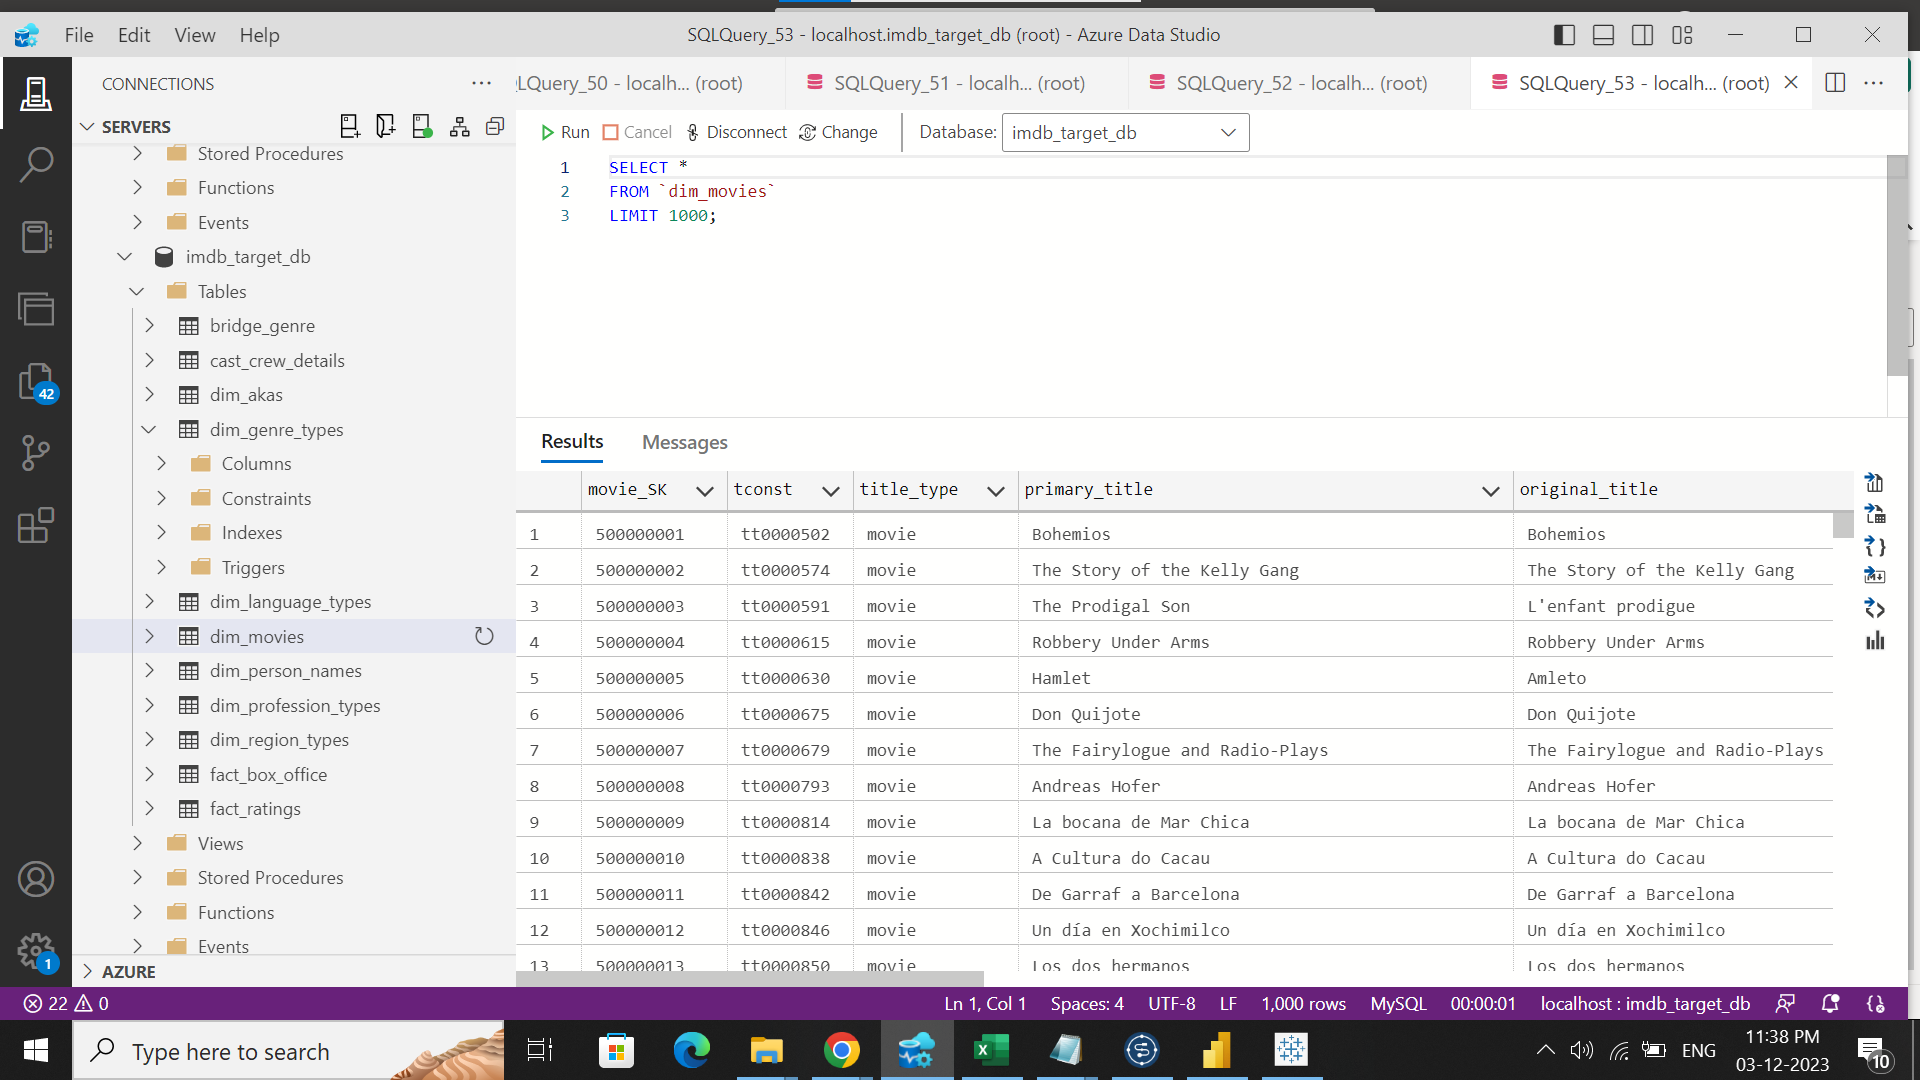 File Edit View Help
SQLQuery_53 - localhost.imdb_target_db (root) - Azure Data Studio
CONNECTIONS
LQuery_50 - localh... (root)
SQLQuery_51 - localh... (root)
SQLQuery_52 - localh... (root)
SQLQuery_53 - localh... (root)
SERVERS
Run Cancel Disconnect Change Database: imdb_target_db
Stored Procedures
Functions
Events
imdb_target_db
Tables
bridge_genre
cast_crew_details
dim_akas
dim_genre_types
Columns
Constraints
Indexes
Triggers
dim_language_types
dim_movies
dim_person_names
dim_profession_types
dim_region_types
fact_box_office
fact_ratings
Views
Stored Procedures
Functions
Events
AZURE
42
1
1 SELECT *
2 FROM `dim_movies`
3 LIMIT 1000;
Results Messages
movie_SK tconst title_type primary_title original_title
1 500000001 tt0000502 movie Bohemios Bohemios
2 500000002 tt0000574 movie The Story of the Kelly Gang The Story of the Kelly Gang
3 500000003 tt0000591 movie The Prodigal Son L'enfant prodigue
4 500000004 tt0000615 movie Robbery Under Arms Robbery Under Arms
5 500000005 tt0000630 movie Hamlet Amleto
6 500000006 tt0000675 movie Don Quijote Don Quijote
7 500000007 tt0000679 movie The Fairylogue and Radio-Plays The Fairylogue and Radio-Plays
8 500000008 tt0000793 movie Andreas Hofer Andreas Hofer
9 500000009 tt0000814 movie La bocana de Mar Chica La bocana de Mar Chica
10 500000010 tt0000838 movie A Cultura do Cacau A Cultura do Cacau
11 500000011 tt0000842 movie De Garraf a Barcelona De Garraf a Barcelona
12 500000012 tt0000846 movie Un día en Xochimilco Un día en Xochimilco
13 500000013 tt0000850 movie Los dos hermanos Los dos hermanos
22 0
Ln 1, Col 1 Spaces: 4 UTF-8 LF 1,000 rows MySQL 00:00:01 localhost : imdb_target_db
Type here to search
ENG
11:38 PM
03-12-2023
10